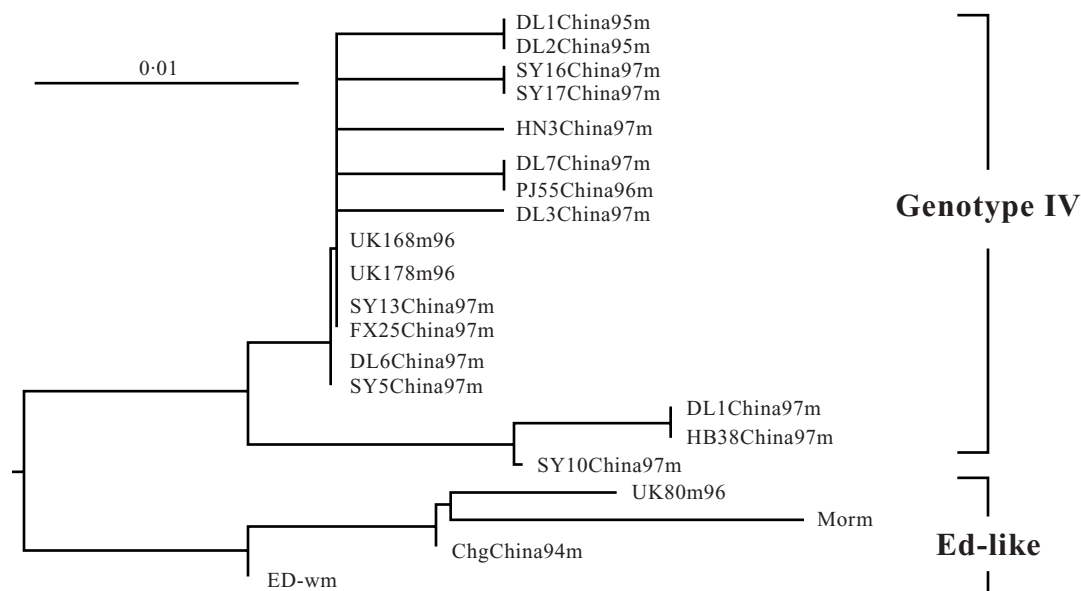 DL1China95m
DL2China95m
0·01
SY16China97m
SY17China97m
HN3China97m
DL7China97m
PJ55China96m
DL3China97m
Genotype IV
UK168m96
UK178m96
SY13China97m
FX25China97m
DL6China97m
SY5China97m
DL1China97m
HB38China97m
SY10China97m
UK80m96
Morm
Ed-like
ChgChina94m
ED-wm